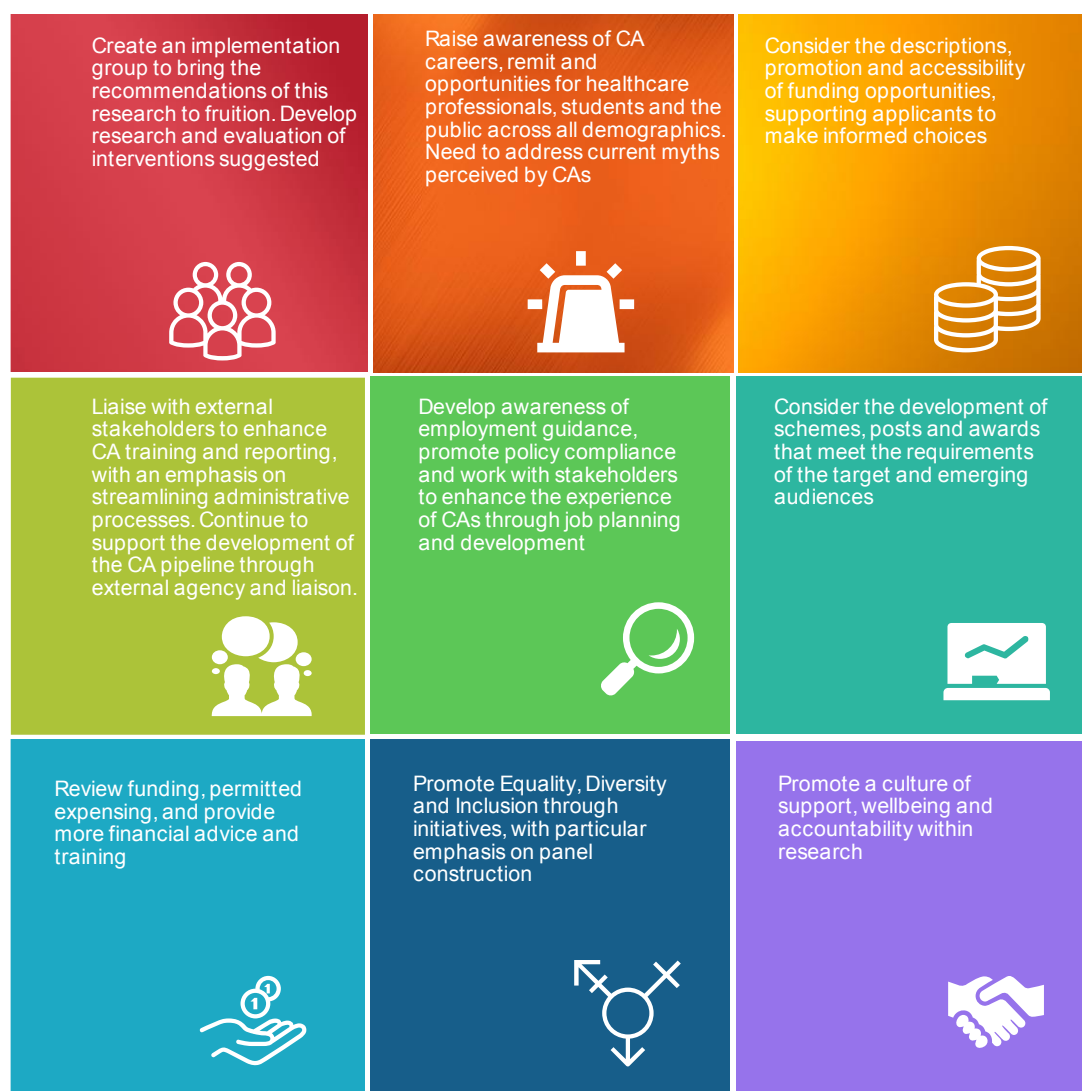 Create an implementation
group to bring the
recommendations of this
research to fruition. Develop
research and evaluation of
interventions suggested
Raise awareness of CA
careers, remit and
opportunities for healthcare
professionals, students and the
public across all demographics.
Need to address current myths
perceived by CAs
Consider the descriptions,
promotion and accessibility
of funding opportunities,
supporting applicants to
make informed choices
Liaise with external
stakeholders to enhance
CA training and reporting,
with an emphasis on
streamlining administrative
processes. Continue to
support the development of
the CA pipeline through
external agency and liaison.
Develop awareness of
employment guidance,
promote policy compliance
and work with stakeholders
to enhance the experience
of CAs through job planning
and development
Consider the development of
schemes, posts and awards
that meet the requirements
of the target and emerging
audiences
Review funding, permitted
expensing, and provide
more financial advice and
training
1
1
Promote Equality, Diversity
and Inclusion through
initiatives, with particular
emphasis on panel
construction
Promote a culture of
support, wellbeing and
accountability within
research